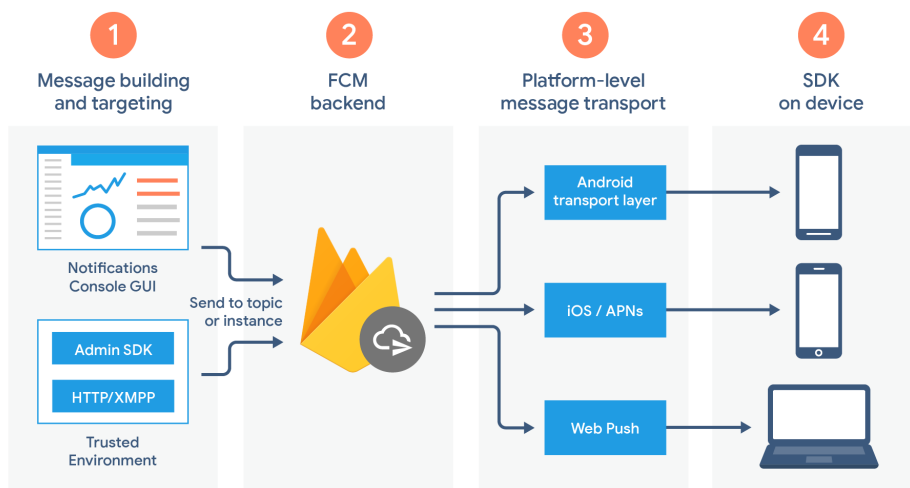 1
Message building
and targeting
2
FCM
backend
3
Platform-level
message transport
4
SDK
on device
Notifications
Console GUI
Send to topic
or instance
Admin SDK
HTTP/XMPP
Trusted
Environment
Android
transport layer
iOS / APNs
Web Push